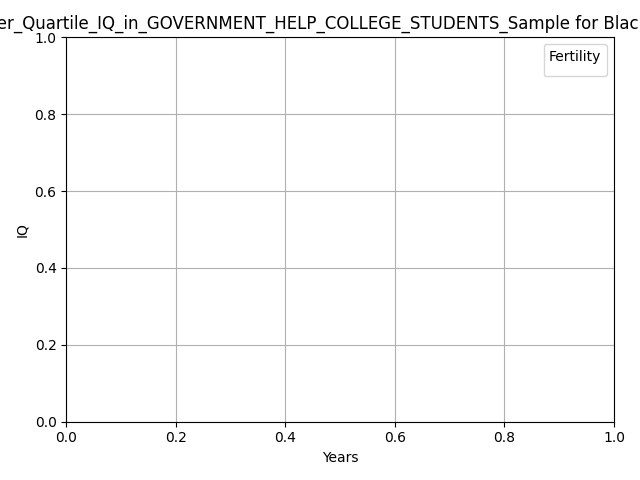 er_Quartile_IQ_in_GOVERNMENT_HELP_COLLEGE_STUDENTS_Sample for Blac
Fertility
1.0
0.8
0.6
0.4
0.2
0.0
IQ
0.0 0.2 0.4 0.6 0.8 1.0
Years